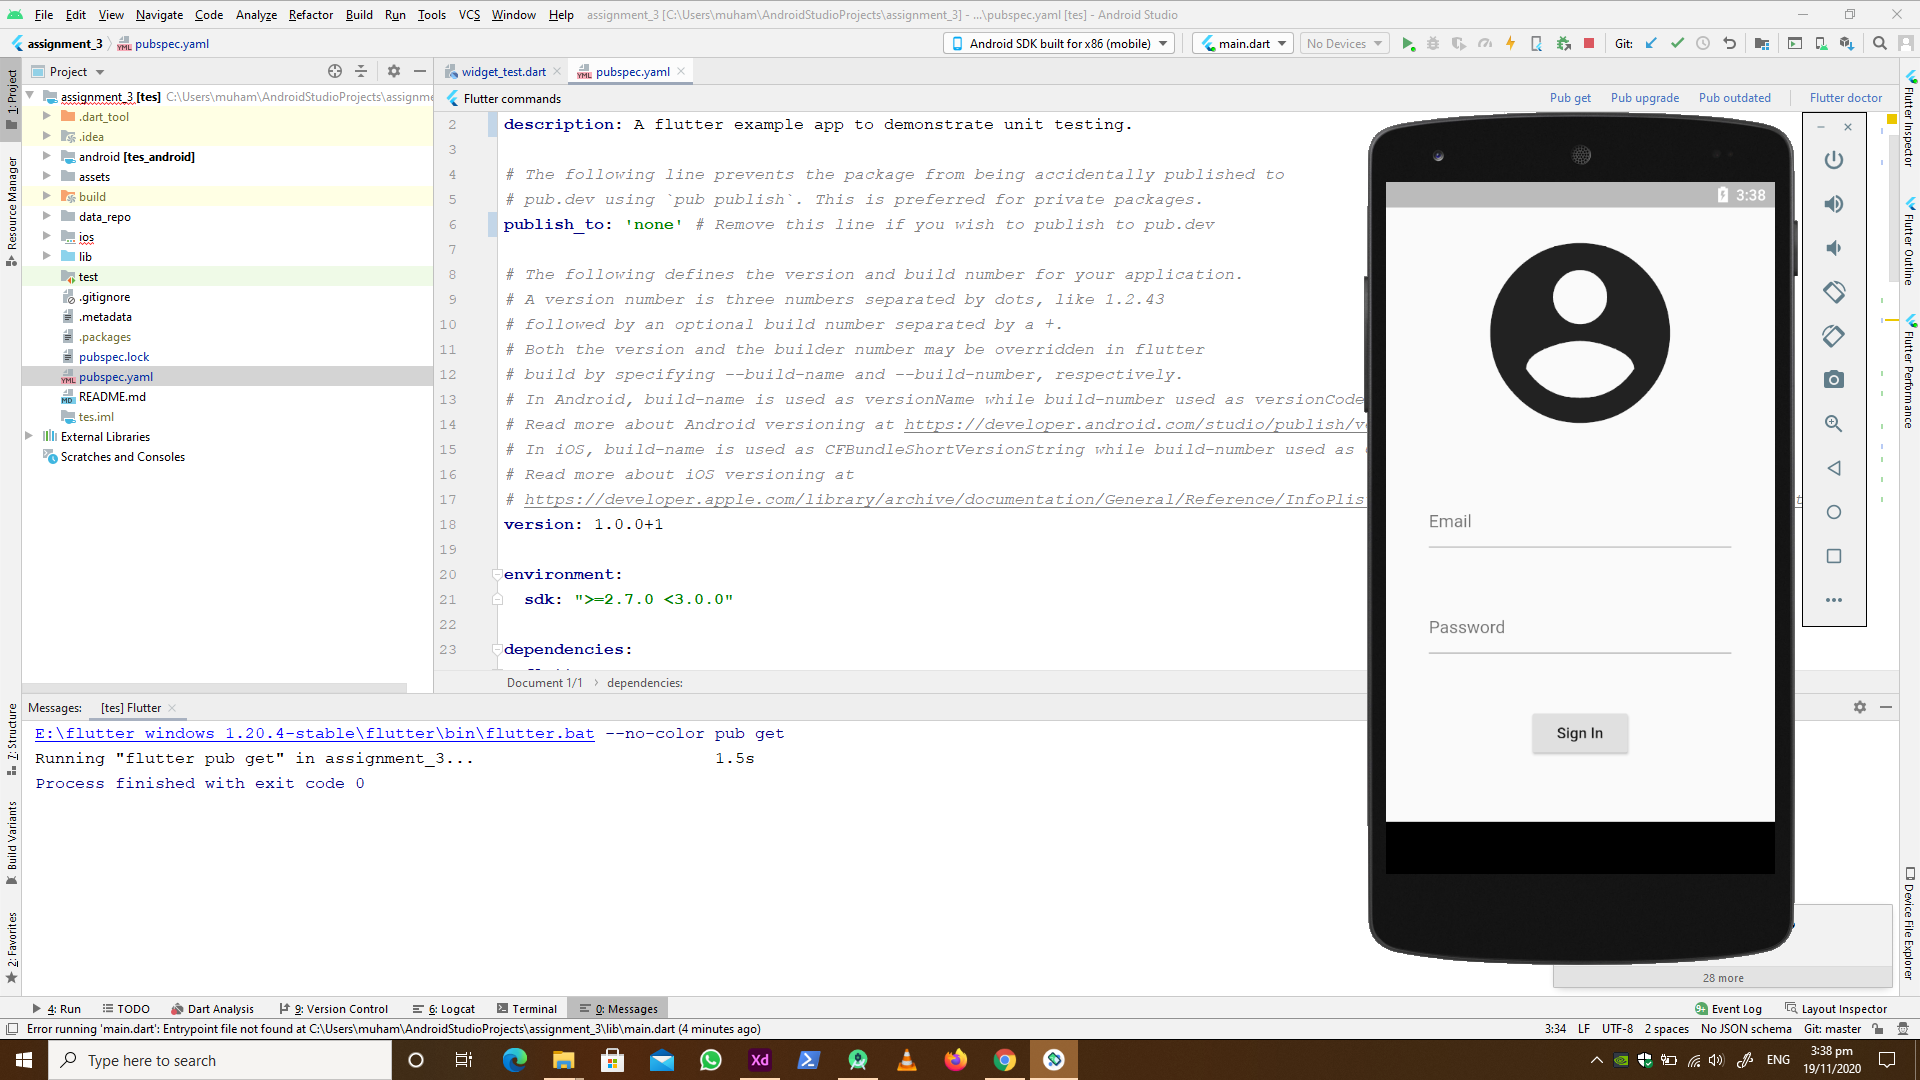 File Edit View Navigate Code Analyze Refactor Build Run Tools VCS Window Help assignment_3 [C:\Users\muham\AndroidStudioProjects\assignment_3] - ...\pubspec.yaml [tes] - Android Studio
assignment_3 pubspec.yaml Android SDK built for x86 (mobile) main.dart No Devices Git:
Project
widget_test.dart pubspec.yaml
Flutter commands Pub get Pub upgrade Pub outdated Flutter doctor
1: Project
Resource Manager
7: Structure
Build Variants
2: Favorites
assignment_3 [tes] C:\Users\muham\AndroidStudioProjects\assignme
.dart_tool
.idea
android [tes_android]
assets
build
data_repo
ios
lib
test
.gitignore
.metadata
.packages
pubspec.lock
pubspec.yaml
README.md
tes.iml
External Libraries
Scratches and Consoles
2 description: A flutter example app to demonstrate unit testing.
3
4 # The following line prevents the package from being accidentally published to
5 # pub.dev using `pub publish`. This is preferred for private packages.
6 publish_to: 'none' # Remove this line if you wish to publish to pub.dev
7
8 # The following defines the version and build number for your application.
9 # A version number is three numbers separated by dots, like 1.2.43
10 # followed by an optional build number separated by a +.
11 # Both the version and the builder number may be overridden in flutter
12 # build by specifying --build-name and --build-number, respectively.
13 # In Android, build-name is used as versionName while build-number used as versionCode
14 # Read more about Android versioning at https://developer.android.com/studio/publish/ve
15 # In iOS, build-name is used as CFBundleShortVersionString while build-number used as
16 # Read more about iOS versioning at
17 # https://developer.apple.com/library/archive/documentation/General/Reference/InfoPlis
18 version: 1.0.0+1
19
20 environment:
21 sdk: ">=2.7.0 <3.0.0"
22
23 dependencies:
Document 1/1 › dependencies:
3:38
Email
Password
Sign In
Flutter Inspector
Flutter Outline
Flutter Performance
Device File Explorer
Messages: [tes] Flutter
E:\flutter_windows_1.20.4-stable\flutter\bin\flutter.bat --no-color pub get
Running "flutter pub get" in assignment_3... 1.5s
Process finished with exit code 0
28 more
4: Run TODO Dart Analysis 9: Version Control 6: Logcat Terminal 0: Messages Event Log Layout Inspector
Error running 'main.dart': Entrypoint file not found at C:\Users\muham\AndroidStudioProjects\assignment_3\lib\main.dart (4 minutes ago) 3:34 LF UTF-8 2 spaces No JSON schema Git: master
Type here to search Xd ENG 3:38 pm
19/11/2020